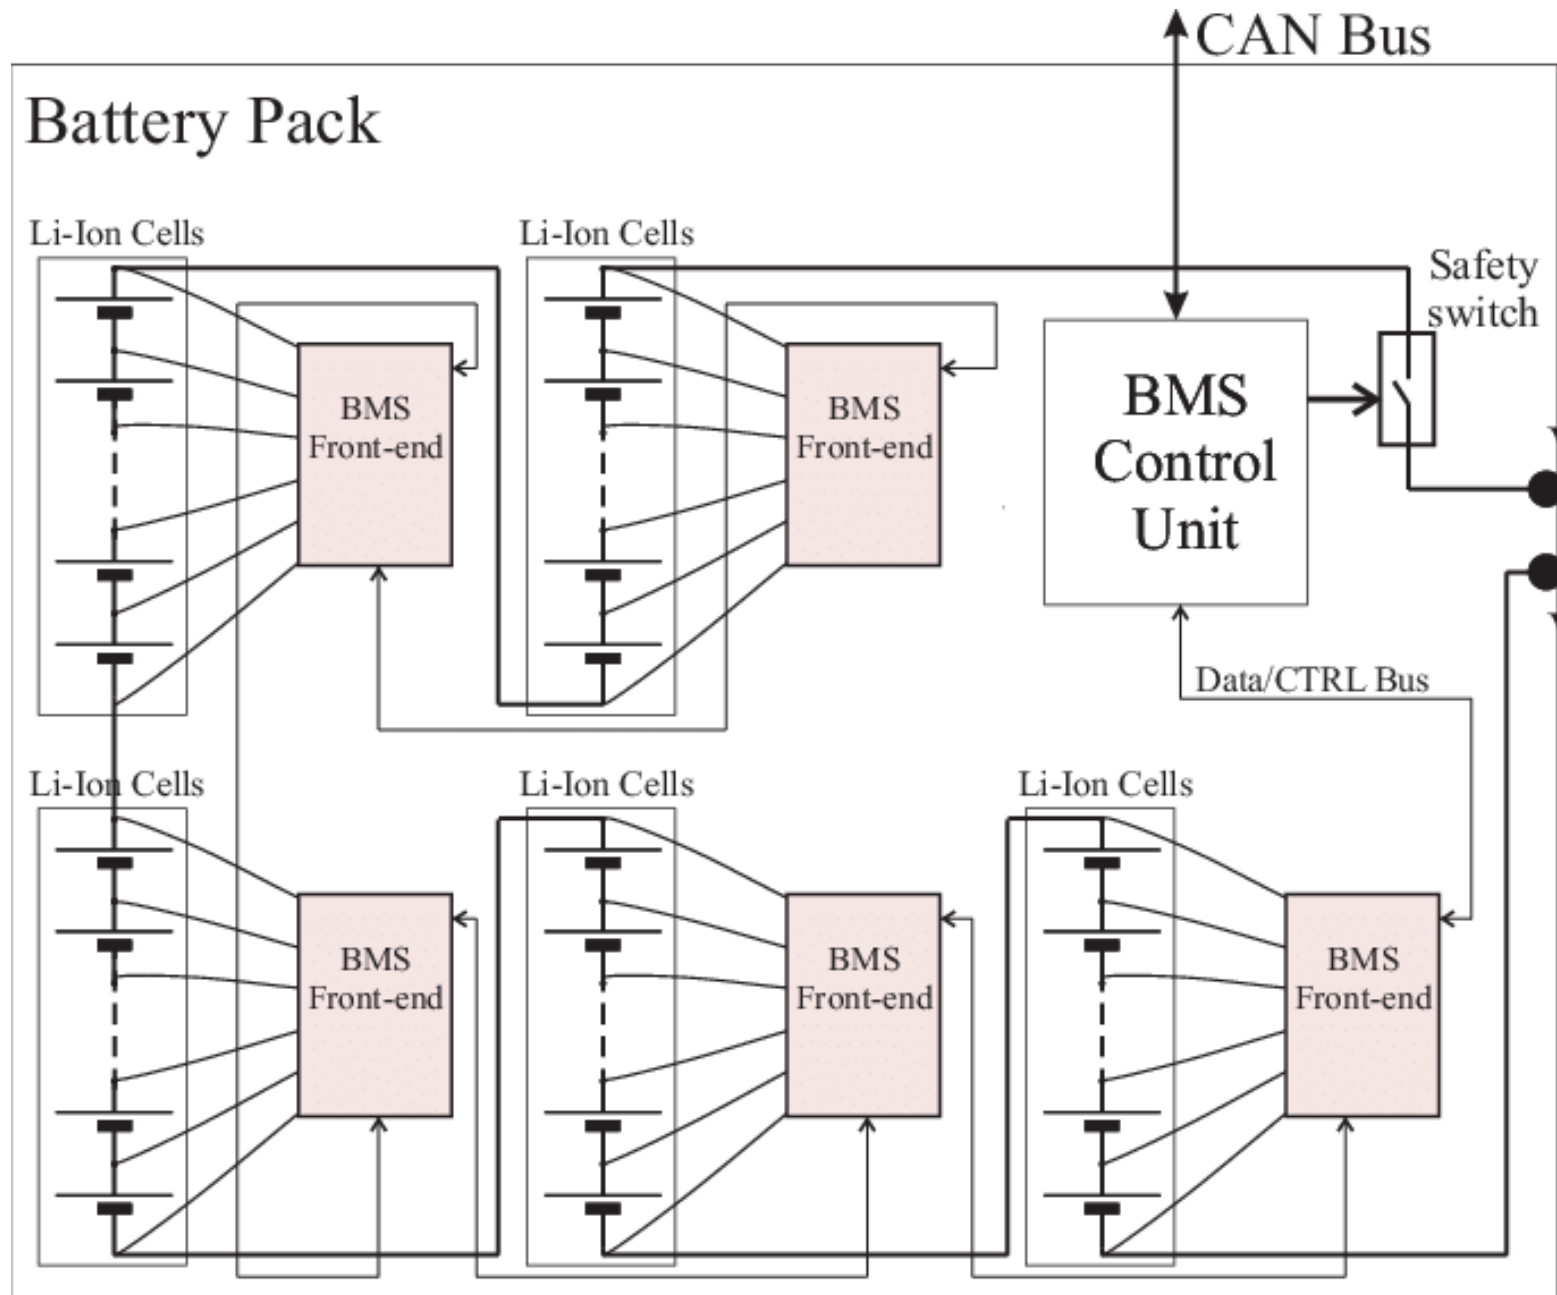 CAN Bus
Battery Pack
Li-Ion Cells
Li-Ion Cells
Safety
switch
BMS
Front-end
BMS
Front-end
BMS
Control
Unit
Data/CTRL Bus
Li-Ion Cells
Li-Ion Cells
Li-Ion Cells
BMS
Front-end
BMS
Front-end
BMS
Front-end